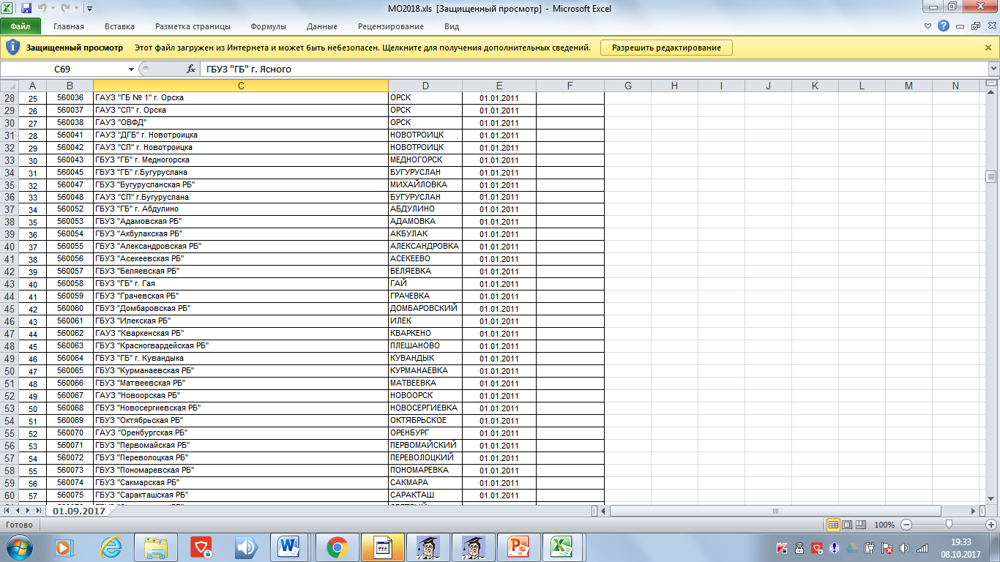 MO2018.xls [Защищенный просмотр] - Microsoft Excel
Файл Главная Вставка Разметка страницы Формулы Данные Рецензирование Вид
Защищенный просмотр Этот файл загружен из Интернета и может быть небезопасен. Щелкните для получения дополнительных сведений. Разрешить редактирование
C69 fx ГБУЗ "ГБ" г. Ясного
A B C D E F G H I J K L M N
28 25 560036 ГАУЗ "ГБ № 1" г. Орска ОРСК 01.01.2011
29 26 560037 ГАУЗ "СП" г. Орска ОРСК 01.01.2011
30 27 560038 ГАУЗ "ОВФД" ОРСК 01.01.2011
31 28 560041 ГАУЗ "ДГБ" г. Новотроицка НОВОТРОИЦК 01.01.2011
32 29 560042 ГАУЗ "СП" г. Новотроицка НОВОТРОИЦК 01.01.2011
33 30 560043 ГБУЗ "ГБ" г. Медногорска МЕДНОГОРСК 01.01.2011
34 31 560045 ГБУЗ "ГБ" г.Бугуруслана БУГУРУСЛАН 01.01.2011
35 32 560047 ГБУЗ "Бугурусланская РБ" МИХАЙЛОВКА 01.01.2011
36 33 560048 ГАУЗ "СП" г.Бугуруслана БУГУРУСЛАН 01.01.2011
37 34 560052 ГБУЗ "ГБ" г. Абдулино АБДУЛИНО 01.01.2011
38 35 560053 ГБУЗ "Адамовская РБ" АДАМОВКА 01.01.2011
39 36 560054 ГБУЗ "Акбулакская РБ" АКБУЛАК 01.01.2011
40 37 560055 ГБУЗ "Александровская РБ" АЛЕКСАНДРОВКА 01.01.2011
41 38 560056 ГБУЗ "Асекеевская РБ" АСЕКЕЕВО 01.01.2011
42 39 560057 ГБУЗ "Беляевская РБ" БЕЛЯЕВКА 01.01.2011
43 40 560058 ГБУЗ "ГБ" г. Гая ГАЙ 01.01.2011
44 41 560059 ГБУЗ "Грачевская РБ" ГРАЧЕВКА 01.01.2011
45 42 560060 ГБУЗ "Домбаровская РБ" ДОМБАРОВСКИЙ 01.01.2011
46 43 560061 ГБУЗ "Илекская РБ" ИЛЕК 01.01.2011
47 44 560062 ГАУЗ "Кваркенская РБ" КВАРКЕНО 01.01.2011
48 45 560063 ГБУЗ "Красногвардейская РБ" ПЛЕШАНОВО 01.01.2011
49 46 560064 ГБУЗ "ГБ" г. Кувандыка КУВАНДЫК 01.01.2011
50 47 560065 ГБУЗ "Курманаевская РБ" КУРМАНАЕВКА 01.01.2011
51 48 560066 ГБУЗ "Матвеевская РБ" МАТВЕЕВКА 01.01.2011
52 49 560067 ГАУЗ "Новоорская РБ" НОВООРСК 01.01.2011
53 50 560068 ГБУЗ "Новосергиевская РБ" НОВОСЕРГИЕВКА 01.01.2011
54 51 560069 ГБУЗ "Октябрьская РБ" ОКТЯБРЬСКОЕ 01.01.2011
55 52 560070 ГАУЗ "Оренбургская РБ" ОРЕНБУРГ 01.01.2011
56 53 560071 ГБУЗ "Первомайская РБ" ПЕРВОМАЙСКИЙ 01.01.2011
57 54 560072 ГБУЗ "Переволоцкая РБ" ПЕРЕВОЛОЦКИЙ 01.01.2011
58 55 560073 ГБУЗ "Пономаревская РБ" ПОНОМАРЕВКА 01.01.2011
59 56 560074 ГБУЗ "Сакмарская РБ" САКМАРА 01.01.2011
60 57 560075 ГБУЗ "Саракташская РБ" САРАКТАШ 01.01.2011
01.09.2017
Готово 100%
19:33
08.10.2017